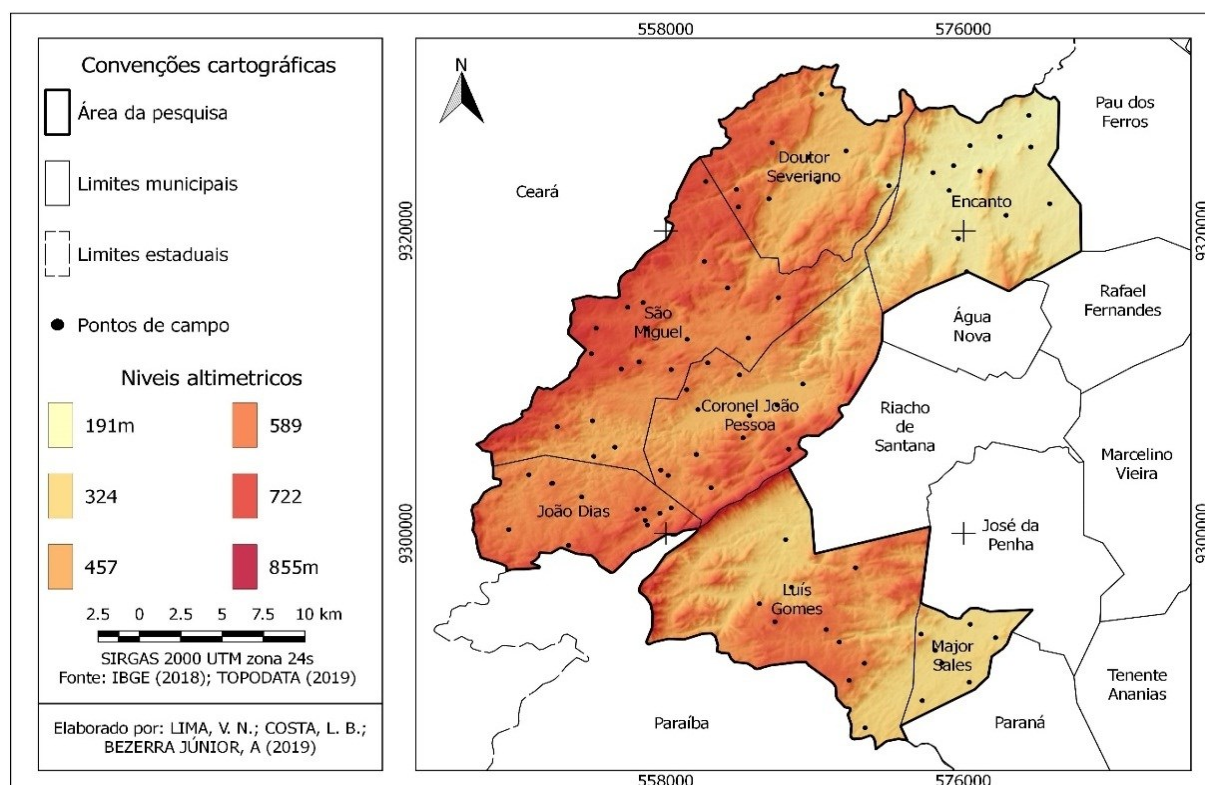 Convenções cartográficas
Área da pesquisa
Limites municipais
Limites estaduais
Pontos de campo
Niveis altimetricos
191m
589
324
722
457
855m
2.5 0 2.5 5 7.5 10 km
SIRGAS 2000 UTM zona 24s
Fonte: IBGE (2018); TOPODATA (2019)
Elaborado por: LIMA, V. N.; COSTA, L. B.;
BEZERRA JÚNIOR, A (2019)
558000
576000
N
Pau dos
Ferros
Ceará
Doutor
Severiano
Encanto
9320000
9320000
Rafael
Fernandes
Água
Nova
São
Miguel
Coronel João
Pessoa
Riacho
de
Santana
Marcelino
Vieira
João Dias
9300000
José da
Penha
9300000
Luís
Gomes
Major
Sales
Tenente
Ananias
Paraíba
Paraná
558000
576000